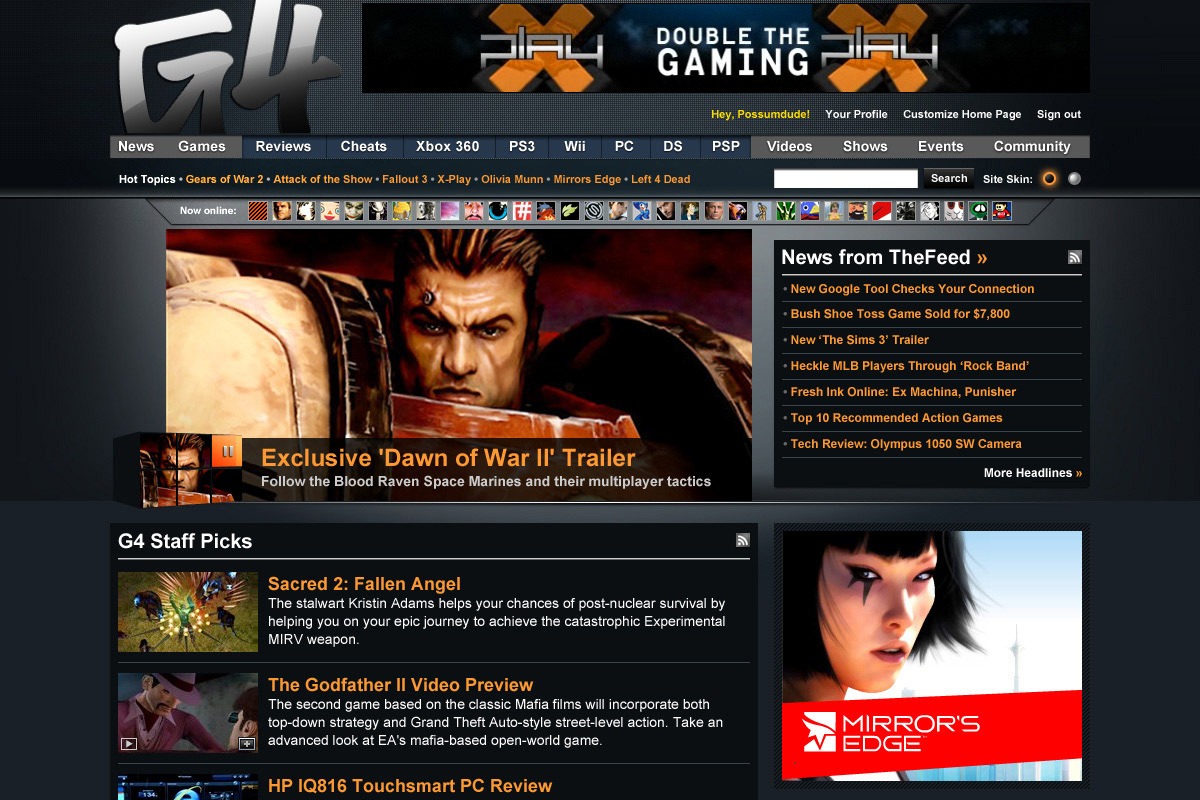 G4
PLAY
DOUBLE THE
GAMING
PLAY
Hey, Possumdude! Your Profile Customize Home Page Sign out
News Games Reviews Cheats Xbox 360 PS3 Wii PC DS PSP Videos Shows Events Community
Hot Topics • Gears of War 2 • Attack of the Show • Fallout 3 • X-Play • Olivia Munn • Mirrors Edge • Left 4 Dead
Search Site Skin:
Now online:
Exclusive 'Dawn of War II' Trailer
Follow the Blood Raven Space Marines and their multiplayer tactics
News from TheFeed »
• New Google Tool Checks Your Connection
• Bush Shoe Toss Game Sold for $7,800
• New ‘The Sims 3’ Trailer
• Heckle MLB Players Through ‘Rock Band’
• Fresh Ink Online: Ex Machina, Punisher
• Top 10 Recommended Action Games
• Tech Review: Olympus 1050 SW Camera
More Headlines »
G4 Staff Picks
Sacred 2: Fallen Angel
The stalwart Kristin Adams helps your chances of post-nuclear survival by
helping you on your epic journey to achieve the catastrophic Experimental
MIRV weapon.
The Godfather II Video Preview
The second game based on the classic Mafia films will incorporate both
top-down strategy and Grand Theft Auto-style street-level action. Take an
advanced look at EA's mafia-based open-world game.
HP IQ816 Touchsmart PC Review
MIRROR'S
EDGE™